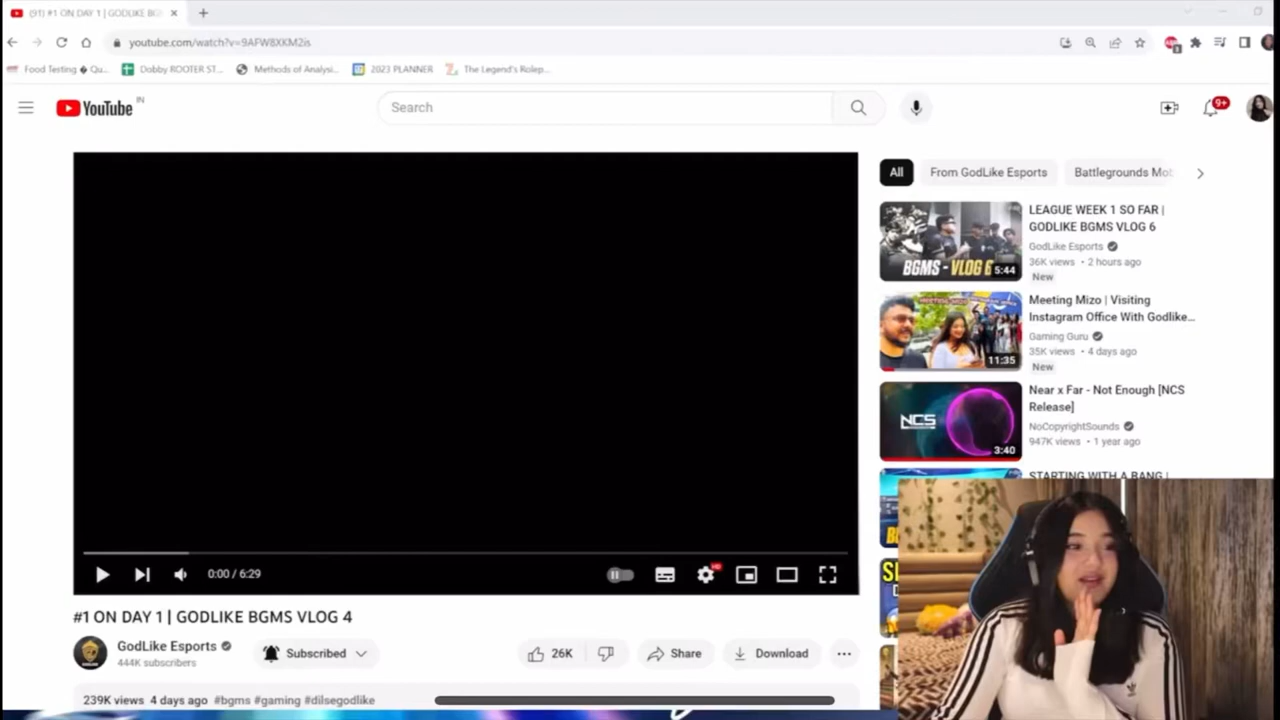 (91) #1 ON DAY 1 | GODLIKE BG
youtube.com/watch?v=9AFW8XKM2is
Food Testing � Qu...
Dobby ROOTER ST...
Methods of Analysi...
2023 PLANNER
The Legend's Rolep...
YouTube IN
Search
9+
All
From GodLike Esports
Battlegrounds Mot
LEAGUE WEEK 1 SO FAR |
GODLIKE BGMS VLOG 6
GodLike Esports
36K views • 2 hours ago
New
BGMS - VLOG 6
5:44
Meeting Mizo | Visiting
Instagram Office With Godlike...
Gaming Guru
35K views • 4 days ago
New
11:35
Near x Far - Not Enough [NCS
Release]
NoCopyrightSounds
947K views • 1 year ago
NCS
3:40
STARTING WITH A BANG |
0:00 / 6:29
HD
#1 ON DAY 1 | GODLIKE BGMS VLOG 4
GodLike Esports
444K subscribers
Subscribed
26K
Share
Download
239K views 4 days ago #bgms #gaming #dilsegodlike